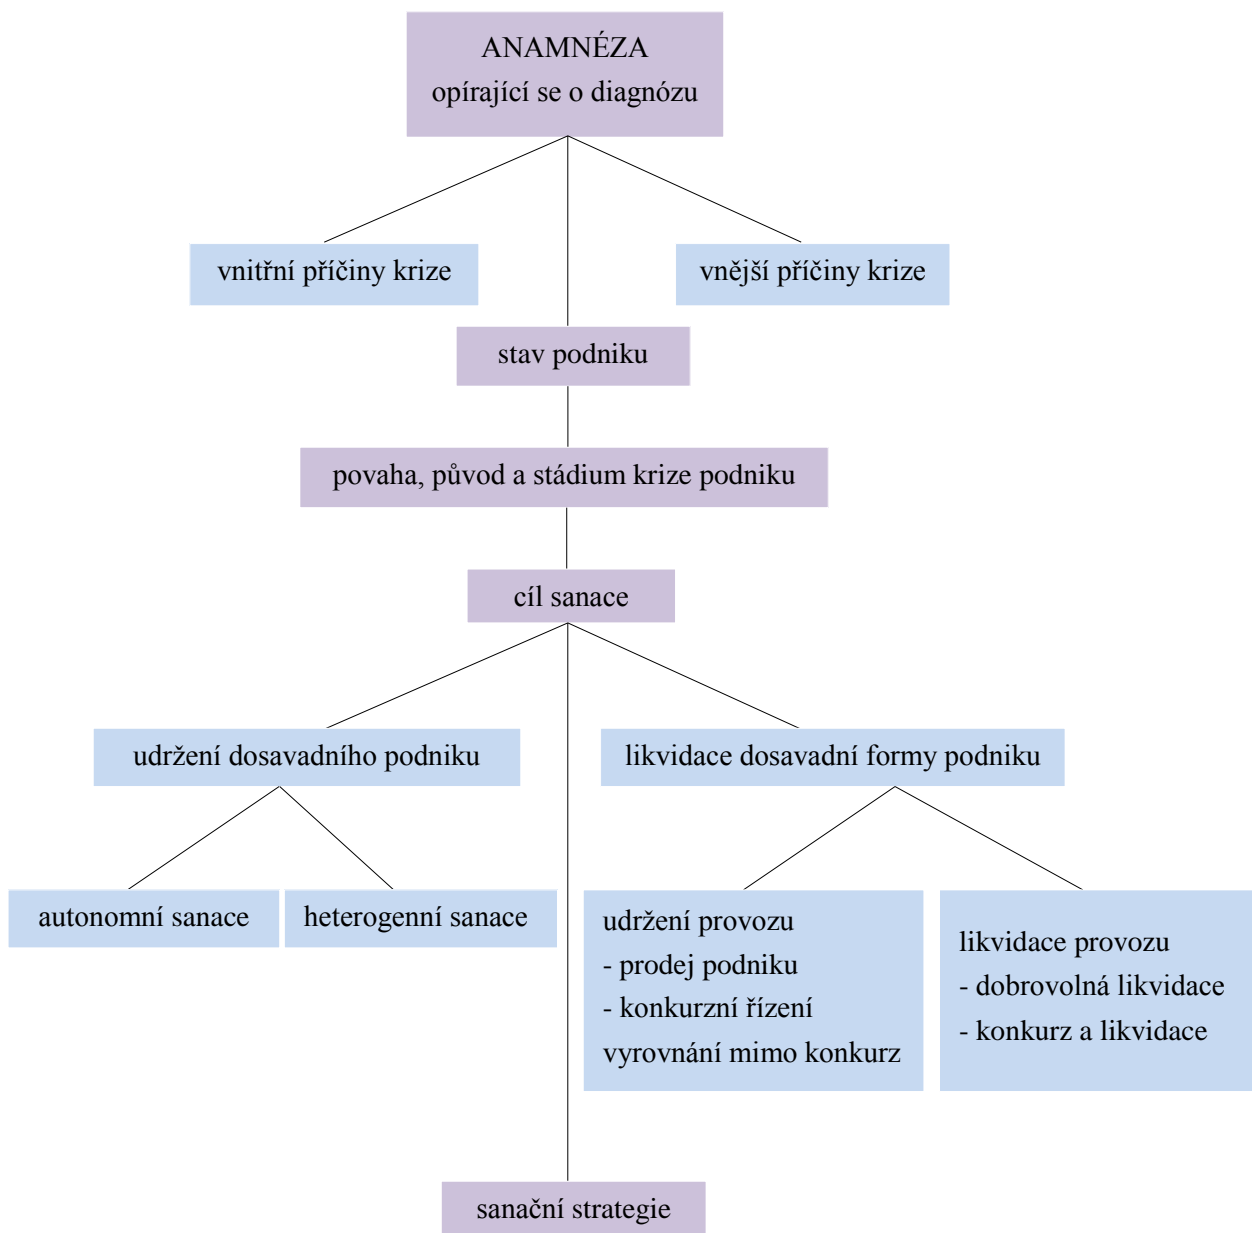 ANAMNÉZA
opírající se o diagnózu
vnitřní příčiny krize
vnější příčiny krize
stav podniku
povaha, původ a stádium krize podniku
cíl sanace
udržení dosavadního podniku
likvidace dosavadní formy podniku
autonomní sanace
heterogenní sanace
udržení provozu
- prodej podniku
- konkurzní řízení
vyrovnání mimo konkurz
likvidace provozu
- dobrovolná likvidace
- konkurz a likvidace
sanační strategie